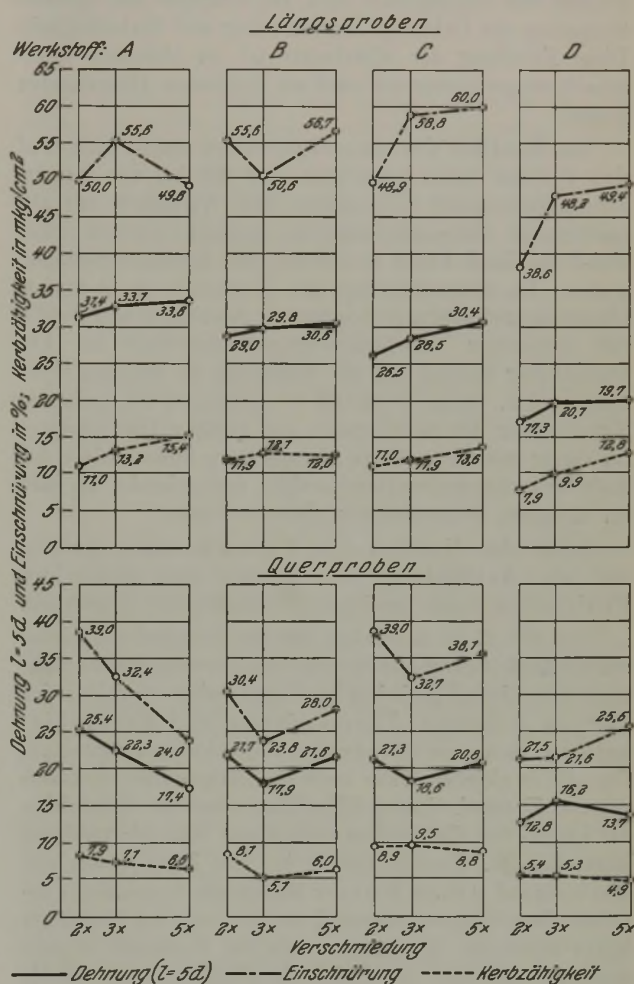 Längsproben
Werkstoff: A B C D
Dehnung l=5d und Einschnürung in %; Kerbzähigkeit in mkg/cm²
65
60
55
50
45
40
35
30
25
20
15
10
5
0
50,0 55,6 49,8
31,4 33,1 33,8
11,0 13,2 15,4
55,6 50,6 56,7
29,0 29,8 30,6
11,9 12,7 12,0
48,9 58,8 60,0
26,5 28,5 30,4
11,0 11,9 13,6
38,6 48,2 49,4
17,3 20,1 19,7
7,9 9,9 12,8
Querproben
45
40
35
30
25
20
15
10
5
0
39,0 32,4 24,0
25,4 22,3 17,4
7,9 7,1
30,4 23,8 28,0
21,7 17,9 21,6
8,7 5,7 6,0
39,0 32,7 38,1
21,3 18,6 20,8
8,9 9,5 8,8
21,5 21,6 25,6
12,8 16,2 13,7
5,4 5,3 4,9
2× 3× 5× 2× 3× 5× 2× 3× 5× 2× 3× 5×
Verschmiedung
Dehnung (l=5d) Einschnürung Kerbzähigkeit